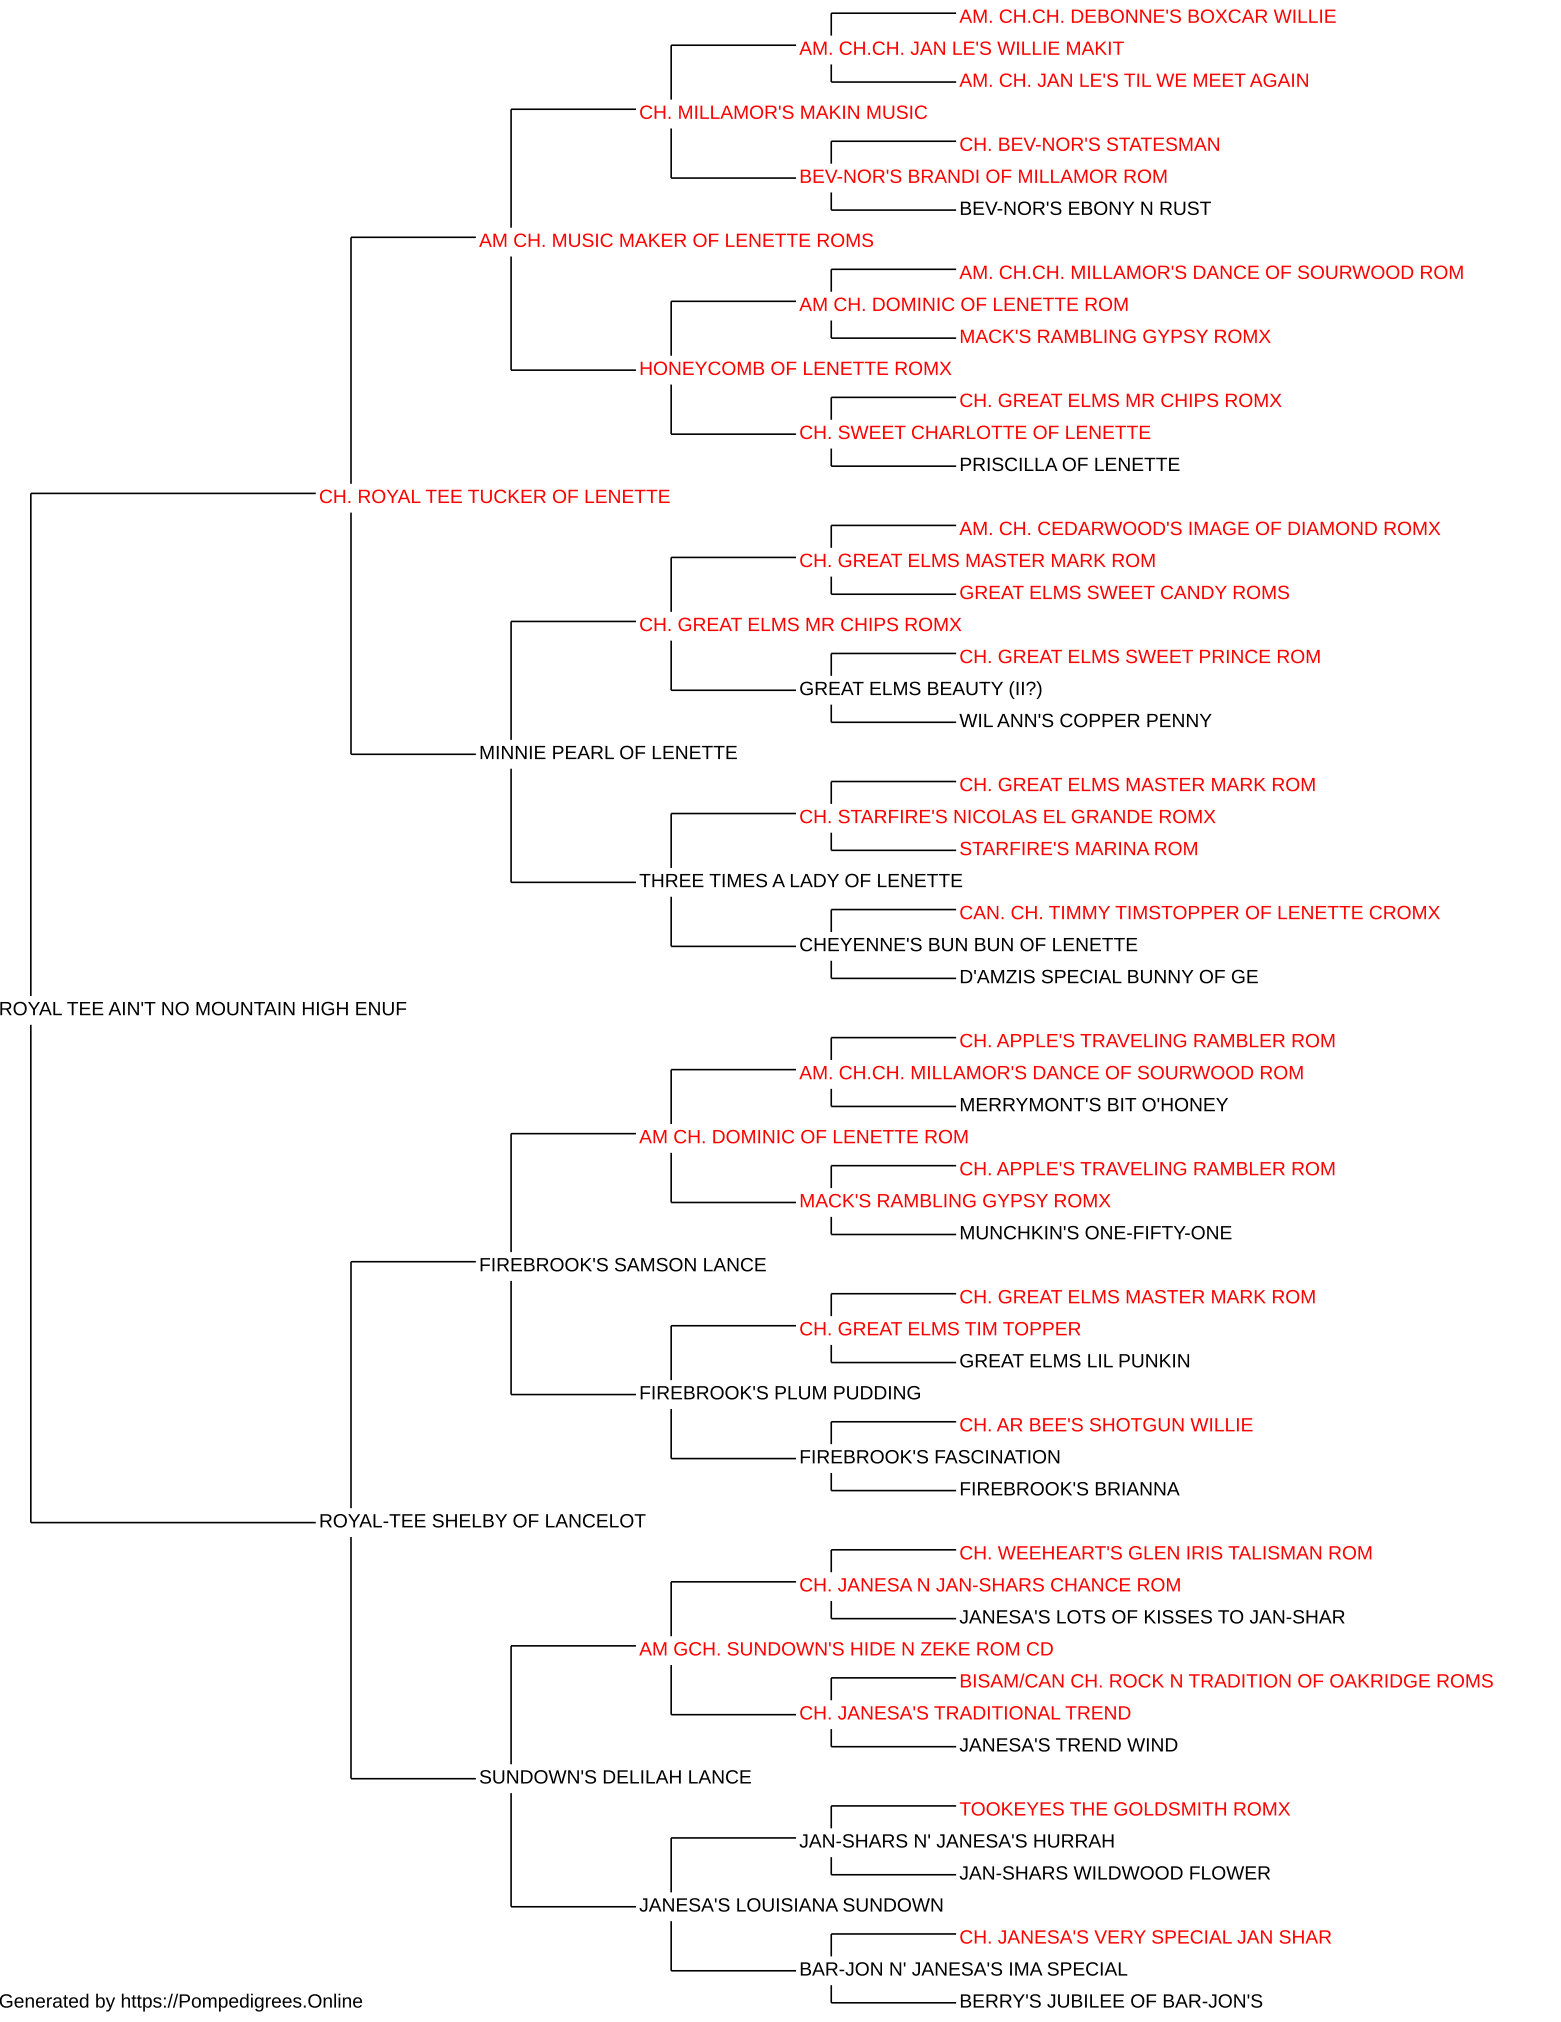 AM. CH.CH. DEBONNE'S BOXCAR WILLIE
AM. CH.CH. JAN LE'S WILLIE MAKIT
AM. CH. JAN LE'S TIL WE MEET AGAIN
CH. MILLAMOR'S MAKIN MUSIC
CH. BEV-NOR'S STATESMAN
BEV-NOR'S BRANDI OF MILLAMOR ROM
BEV-NOR'S EBONY N RUST
AM CH. MUSIC MAKER OF LENETTE ROMS
AM. CH.CH. MILLAMOR'S DANCE OF SOURWOOD ROM
AM CH. DOMINIC OF LENETTE ROM
MACK'S RAMBLING GYPSY ROMX
HONEYCOMB OF LENETTE ROMX
CH. GREAT ELMS MR CHIPS ROMX
CH. SWEET CHARLOTTE OF LENETTE
PRISCILLA OF LENETTE
CH. ROYAL TEE TUCKER OF LENETTE
AM. CH. CEDARWOOD'S IMAGE OF DIAMOND ROMX
CH. GREAT ELMS MASTER MARK ROM
GREAT ELMS SWEET CANDY ROMS
CH. GREAT ELMS MR CHIPS ROMX
CH. GREAT ELMS SWEET PRINCE ROM
GREAT ELMS BEAUTY (II?)
WIL ANN'S COPPER PENNY
MINNIE PEARL OF LENETTE
CH. GREAT ELMS MASTER MARK ROM
CH. STARFIRE'S NICOLAS EL GRANDE ROMX
STARFIRE'S MARINA ROM
THREE TIMES A LADY OF LENETTE
CAN. CH. TIMMY TIMSTOPPER OF LENETTE CROMX
CHEYENNE'S BUN BUN OF LENETTE
D'AMZIS SPECIAL BUNNY OF GE
ROYAL TEE AIN'T NO MOUNTAIN HIGH ENUF
CH. APPLE'S TRAVELING RAMBLER ROM
AM. CH.CH. MILLAMOR'S DANCE OF SOURWOOD ROM
MERRYMONT'S BIT O'HONEY
AM CH. DOMINIC OF LENETTE ROM
CH. APPLE'S TRAVELING RAMBLER ROM
MACK'S RAMBLING GYPSY ROMX
MUNCHKIN'S ONE-FIFTY-ONE
FIREBROOK'S SAMSON LANCE
CH. GREAT ELMS MASTER MARK ROM
CH. GREAT ELMS TIM TOPPER
GREAT ELMS LIL PUNKIN
FIREBROOK'S PLUM PUDDING
CH. AR BEE'S SHOTGUN WILLIE
FIREBROOK'S FASCINATION
FIREBROOK'S BRIANNA
ROYAL-TEE SHELBY OF LANCELOT
CH. WEEHEART'S GLEN IRIS TALISMAN ROM
CH. JANESA N JAN-SHARS CHANCE ROM
JANESA'S LOTS OF KISSES TO JAN-SHAR
AM GCH. SUNDOWN'S HIDE N ZEKE ROM CD
BISAM/CAN CH. ROCK N TRADITION OF OAKRIDGE ROMS
CH. JANESA'S TRADITIONAL TREND
JANESA'S TREND WIND
SUNDOWN'S DELILAH LANCE
TOOKEYES THE GOLDSMITH ROMX
JAN-SHARS N' JANESA'S HURRAH
JAN-SHARS WILDWOOD FLOWER
JANESA'S LOUISIANA SUNDOWN
CH. JANESA'S VERY SPECIAL JAN SHAR
BAR-JON N' JANESA'S IMA SPECIAL
BERRY'S JUBILEE OF BAR-JON'S
Generated by https://Pompedigrees.Online